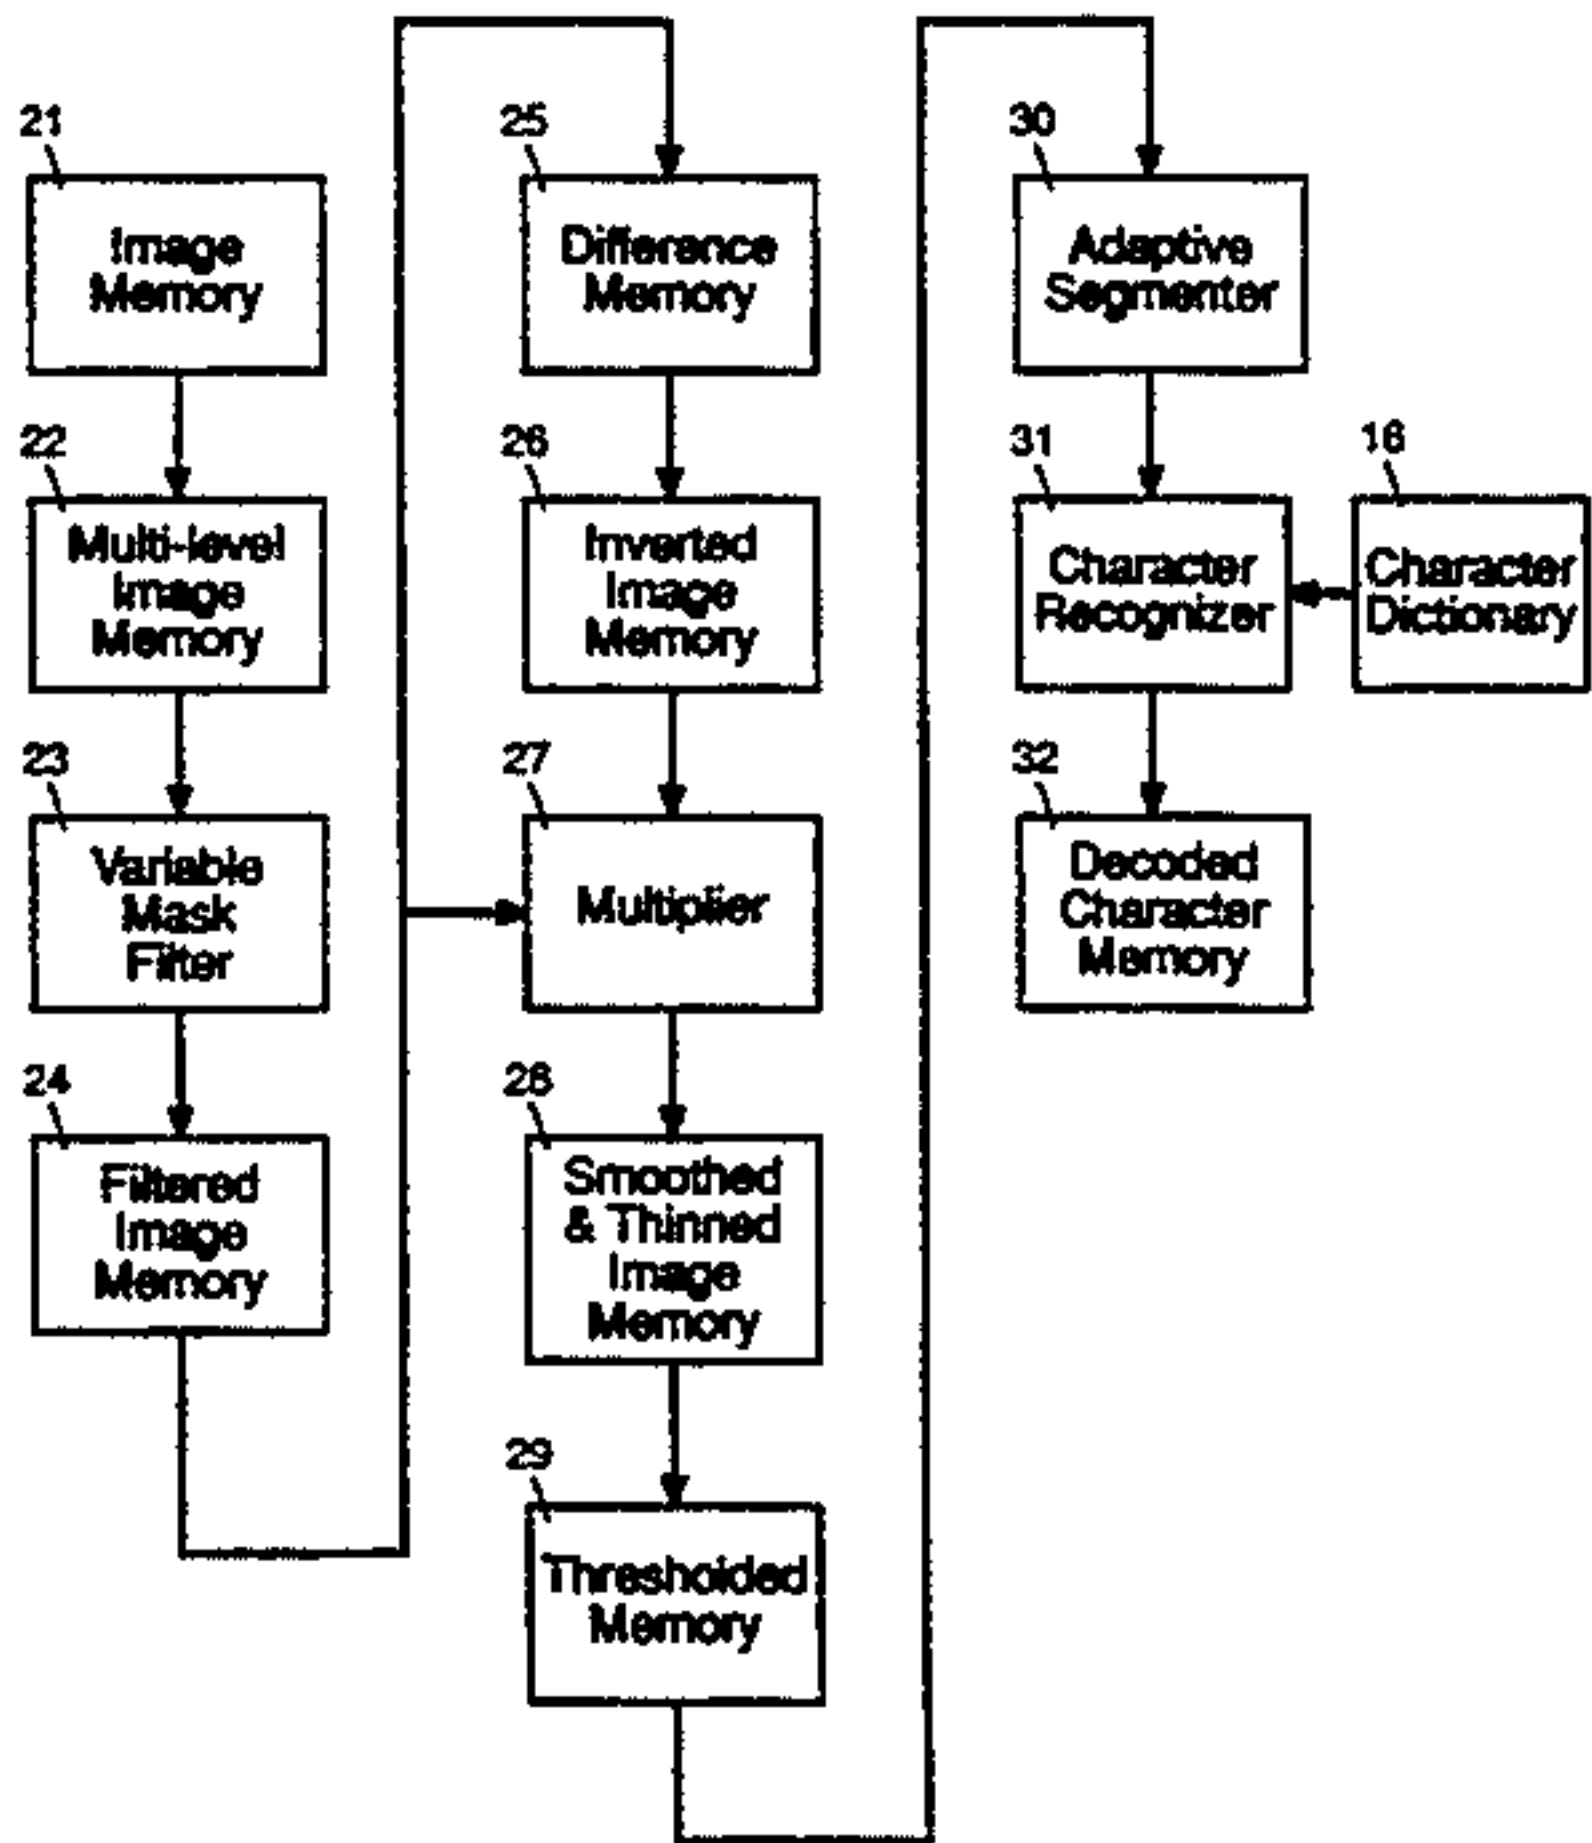 21
Image
Memory
22
Multi-level
Image
Memory
23
Variable
Mask
Filter
24
Filtered
Image
Memory
25
Difference
Memory
26
Inverted
Image
Memory
27
Multiplier
28
Smoothed
& Thinned
Image
Memory
29
Thresholded
Memory
30
Adaptive
Segmenter
31
Character
Recognizer
16
Character
Dictionary
32
Decoded
Character
Memory